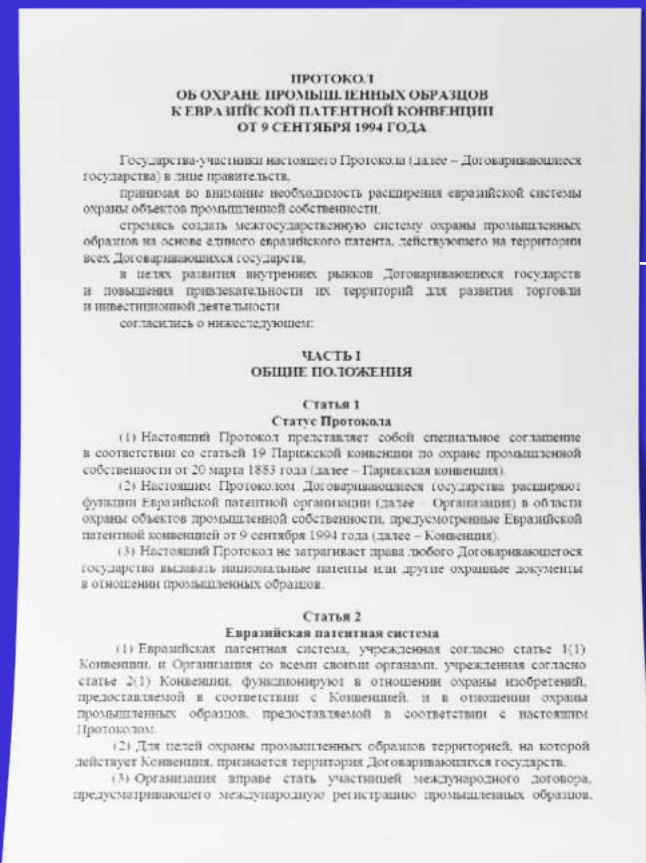 ПРОТОКОЛ
ОБ ОХРАНЕ ПРОМЫШЛЕННЫХ ОБРАЗЦОВ
К ЕВРАЗИЙСКОЙ ПАТЕНТНОЙ КОНВЕНЦИИ
ОТ 9 СЕНТЯБРЯ 1994 ГОДА
Государства-участники настоящего Протокола (далее – Договаривающиеся
государства) в лице правительств,
принимая во внимание необходимость расширения евразийской системы
охраны объектов промышленной собственности,
стремясь создать межгосударственную систему охраны промышленных
образцов на основе единого евразийского патента, действующего на территории
всех Договаривающихся государств,
в целях развития внутренних рынков Договаривающихся государств
и повышения привлекательности их территорий для развития торговли
и инвестиционной деятельности
согласились о нижеследующем:
ЧАСТЬ I
ОБЩИЕ ПОЛОЖЕНИЯ
Статья 1
Статус Протокола
(1) Настоящий Протокол представляет собой специальное соглашение
в соответствии со статьей 19 Парижской конвенции по охране промышленной
собственности от 20 марта 1883 года (далее – Парижская конвенция).
(2) Настоящим Протоколом Договаривающиеся государства расширяют
функции Евразийской патентной организации (далее – Организация) в области
охраны объектов промышленной собственности, предусмотренные Евразийской
патентной конвенцией от 9 сентября 1994 года (далее – Конвенция).
(3) Настоящий Протокол не затрагивает права любого Договаривающегося
государства выдавать национальные патенты или другие охранные документы
в отношении промышленных образцов.
Статья 2
Евразийская патентная система
(1) Евразийская патентная система, учрежденная согласно статье 1(1)
Конвенции, и Организация со всеми своими органами, учрежденная согласно
статье 2(1) Конвенции, функционируют в отношении охраны изобретений,
предоставляемой в соответствии с Конвенцией, и в отношении охраны
промышленных образцов, предоставляемой в соответствии с настоящим
Протоколом.
(2) Для целей охраны промышленных образцов территорией, на которой
действует Конвенция, признается территория Договаривающихся государств.
(3) Организация вправе стать участницей международного договора,
предусматривающего международную регистрацию промышленных образцов,